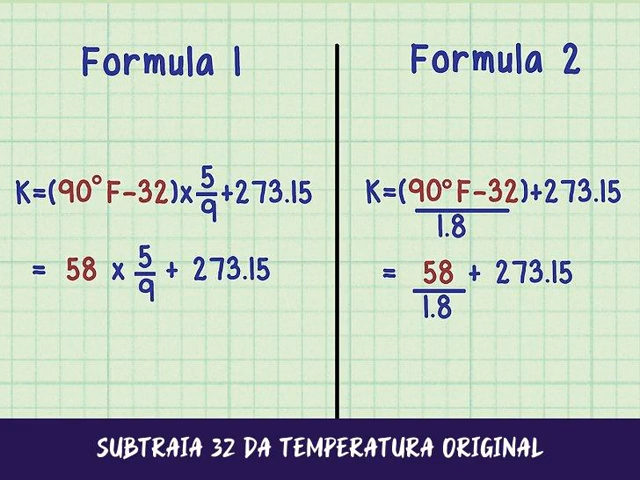 Formula 1
K=(90°F-32)x 5/9 +273.15
= 58 x 5/9 + 273.15
Formula 2
K=(90°F-32)/1.8 +273.15
= 58/1.8 + 273.15
SUBTRAIA 32 DA TEMPERATURA ORIGINAL